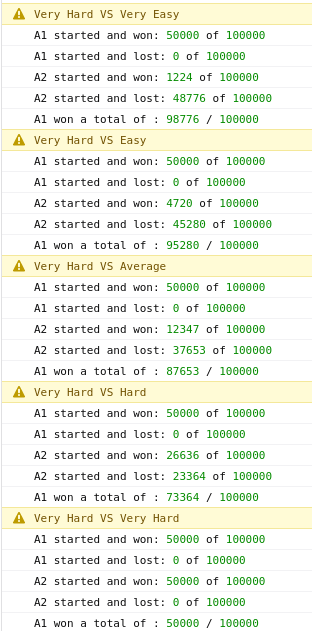 Very Hard VS Very Easy
A1 started and won: 50000 of 100000
A1 started and lost: 0 of 100000
A2 started and won: 1224 of 100000
A2 started and lost: 48776 of 100000
A1 won a total of : 98776 / 100000
Very Hard VS Easy
A1 started and won: 50000 of 100000
A1 started and lost: 0 of 100000
A2 started and won: 4720 of 100000
A2 started and lost: 45280 of 100000
A1 won a total of : 95280 / 100000
Very Hard VS Average
A1 started and won: 50000 of 100000
A1 started and lost: 0 of 100000
A2 started and won: 12347 of 100000
A2 started and lost: 37653 of 100000
A1 won a total of : 87653 / 100000
Very Hard VS Hard
A1 started and won: 50000 of 100000
A1 started and lost: 0 of 100000
A2 started and won: 26636 of 100000
A2 started and lost: 23364 of 100000
A1 won a total of : 73364 / 100000
Very Hard VS Very Hard
A1 started and won: 50000 of 100000
A1 started and lost: 0 of 100000
A2 started and won: 50000 of 100000
A2 started and lost: 0 of 100000
A1 won a total of : 50000 / 100000